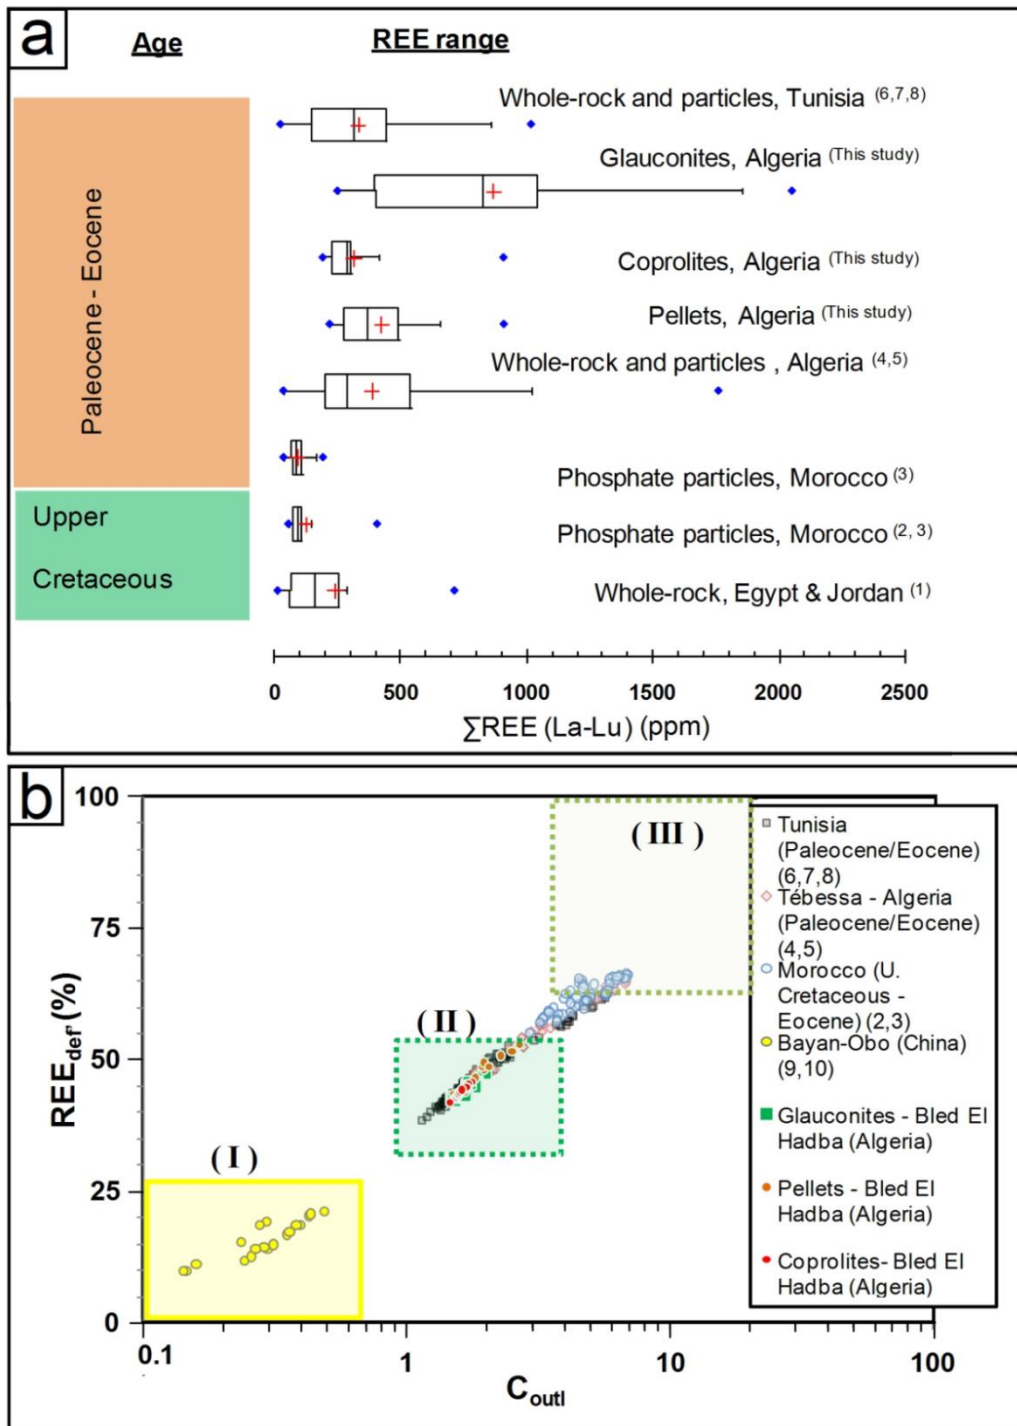 a
Age
REE range
Paleocene - Eocene
Upper
Cretaceous
Whole-rock and particles, Tunisia (6,7,8)
Glauconites, Algeria (This study)
Coprolites, Algeria (This study)
Pellets, Algeria (This study)
Whole-rock and particles , Algeria (4,5)
Phosphate particles, Morocco (3)
Phosphate particles, Morocco (2, 3)
Whole-rock, Egypt & Jordan (1)
0 500 1000 1500 2000 2500
∑REE (La-Lu) (ppm)
b
REE def, (%)
100
75
50
25
0
( I )
( II )
( III )
Tunisia
(Paleocene/Eocene)
(6,7,8)
Tébessa - Algeria
(Paleocene/Eocene)
(4,5)
Morocco (U.
Cretaceous -
Eocene) (2,3)
Bayan-Obo (China)
(9,10)
Glauconites - Bled El
Hadba (Algeria)
Pellets - Bled El
Hadba (Algeria)
Coprolites- Bled El
Hadba (Algeria)
0.1 1 10 100
C outl